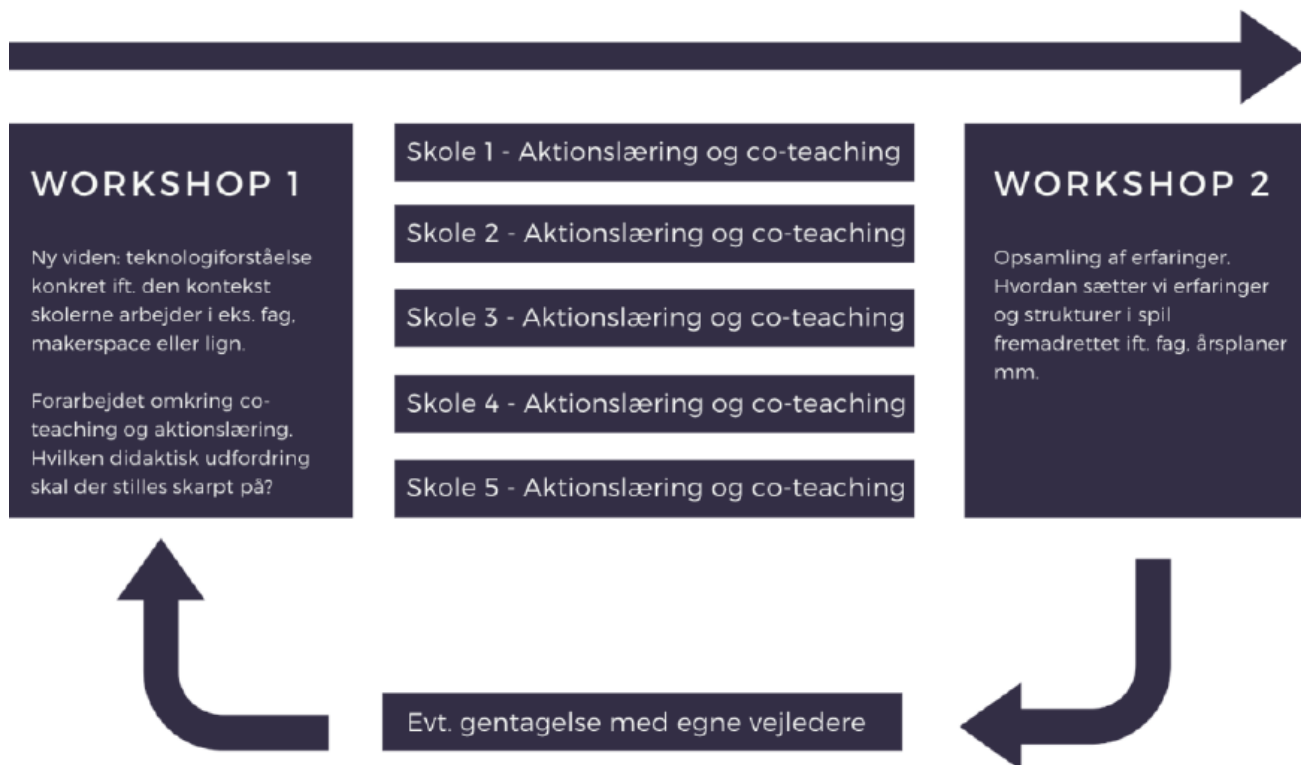 WORKSHOP 1
Ny viden: teknologiforståelse
konkret ift. den kontekst
skolerne arbejder i eks. fag,
makerspace eller lign.
Forarbejdet omkring co-
teaching og aktionslæring.
Hvilken didaktisk udfordring
skal der stilles skarpt på?
Skole 1 - Aktionslæring og co-teaching
Skole 2 - Aktionslæring og co-teaching
Skole 3 - Aktionslæring og co-teaching
Skole 4 - Aktionslæring og co-teaching
Skole 5 - Aktionslæring og co-teaching
WORKSHOP 2
Opsamling af erfaringer.
Hvordan sætter vi erfaringer
og strukturer i spil
fremadrettet ift. fag, årsplaner
mm.
Evt. gentagelse med egne vejledere